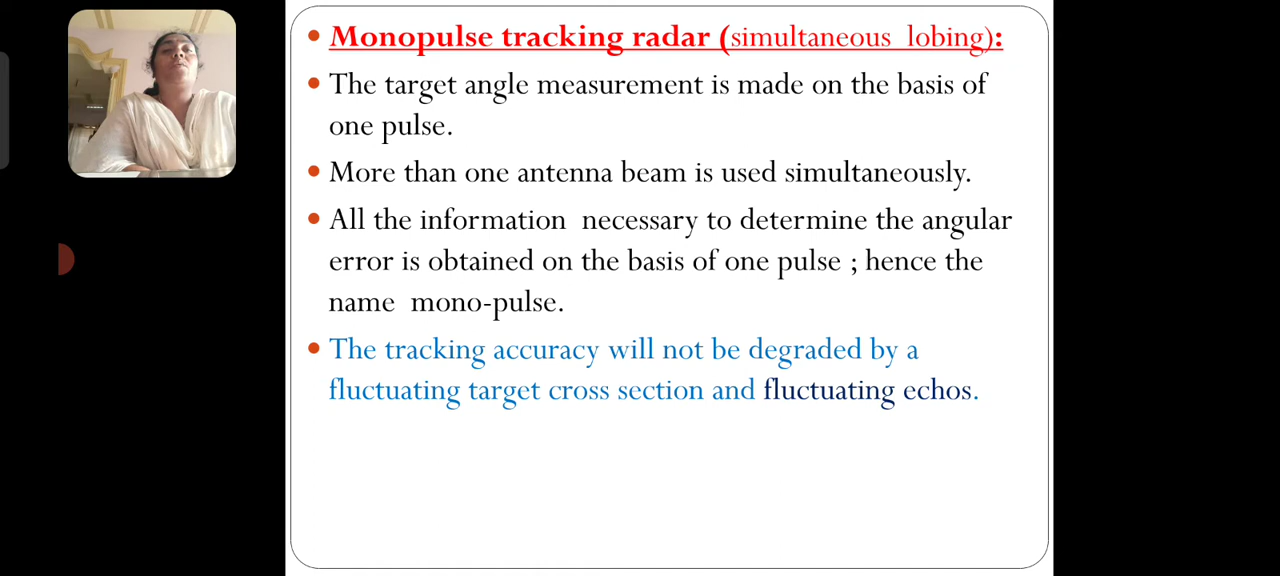 Monopulse tracking radar (simultaneous lobing):
The target angle measurement is made on the basis of
one pulse.
More than one antenna beam is used simultaneously.
All the information necessary to determine the angular
error is obtained on the basis of one pulse ; hence the
name mono-pulse.
The tracking accuracy will not be degraded by a
fluctuating target cross section and fluctuating echos.